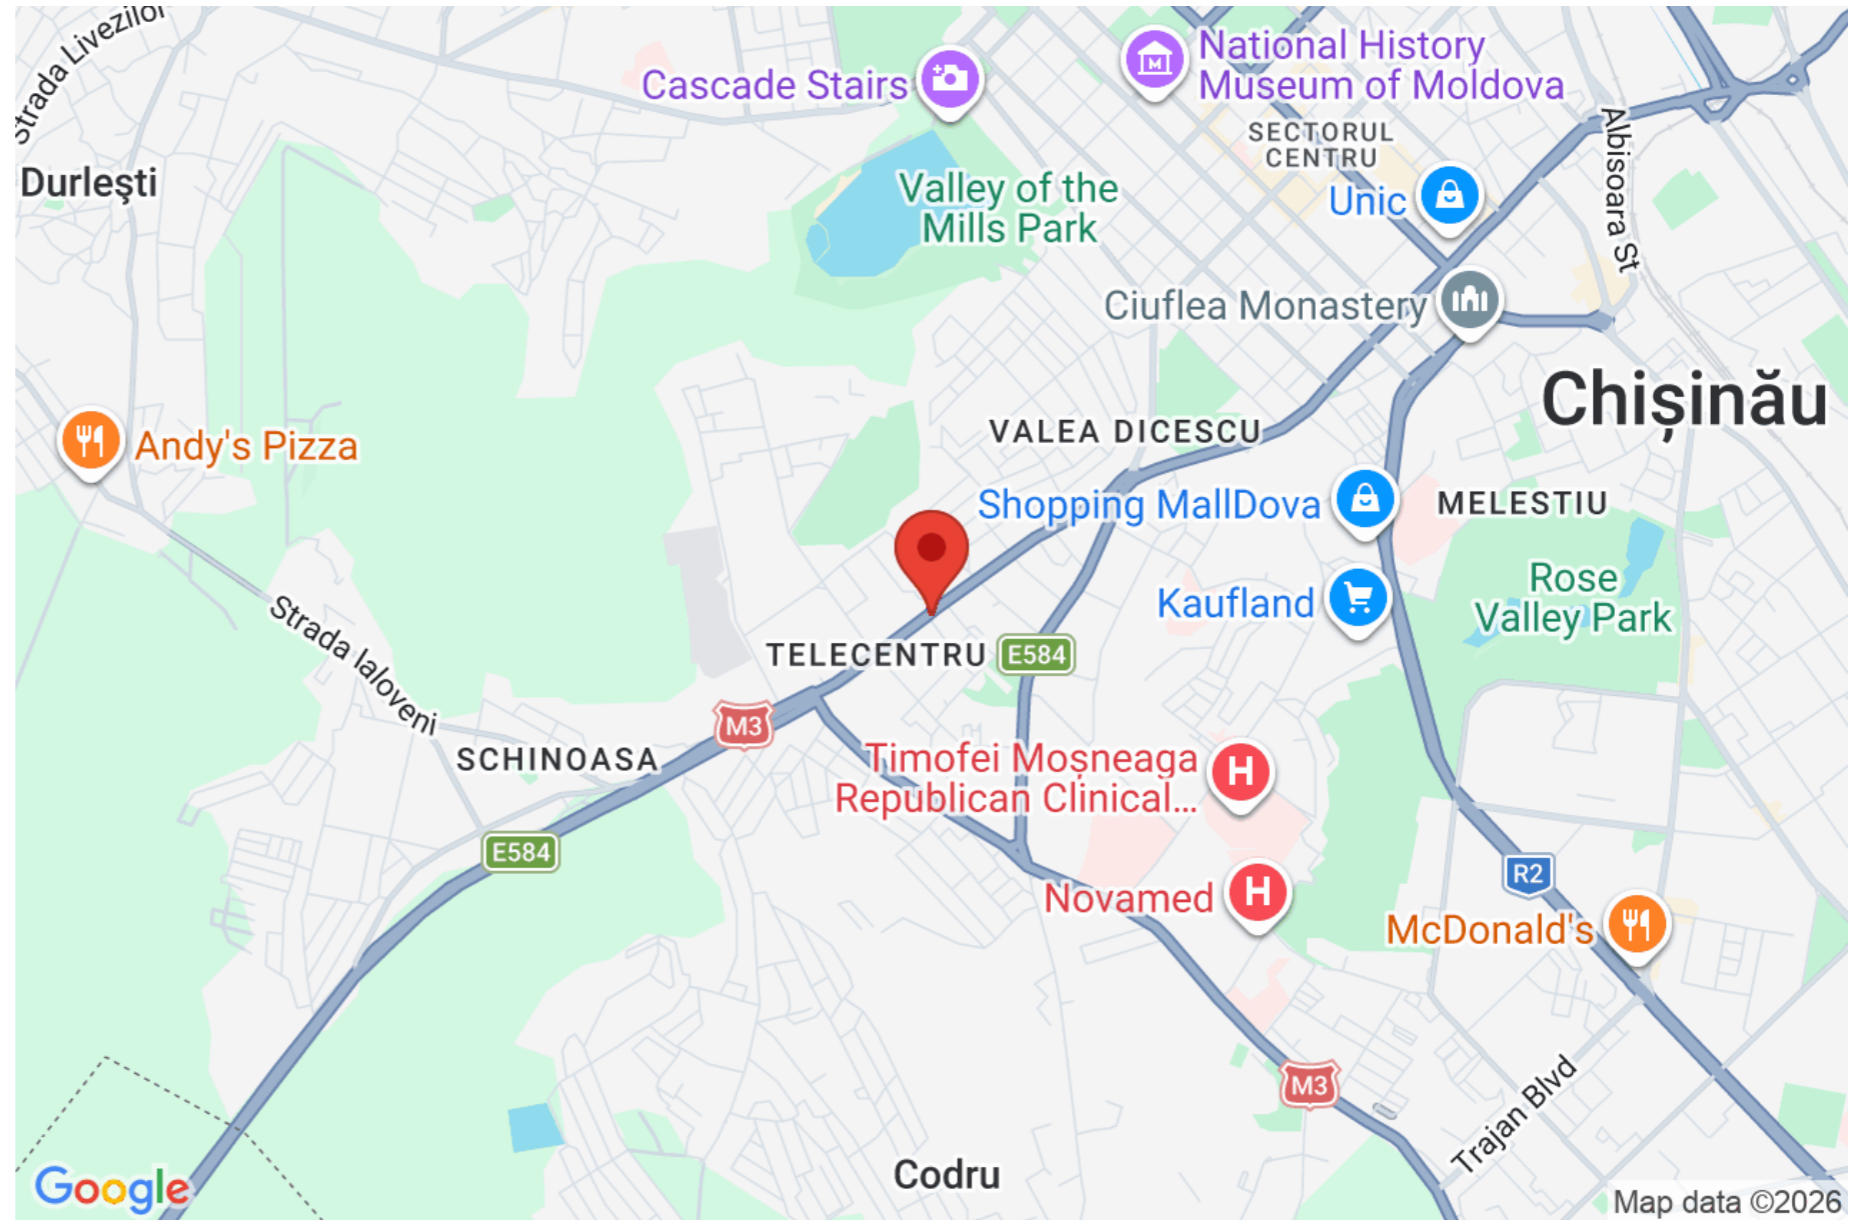 Strada Livezilor
Cascade Stairs
National History
Museum of Moldova
SECTORUL
CENTRU
Albisoara St
Durleşti
Valley of the
Mills Park
Unic
Ciuflea Monastery
Chișinău
Andy's Pizza
VALEA DICESCU
Shopping MallDova
MELESTIU
Rose
Valley Park
Kaufland
Strada Ialoveni
TELECENTRU
E584
M3
SCHINOASA
Timofei Moșneaga
Republican Clinical...
E584
R2
Novamed
McDonald's
M3
Trajan Blvd
Codru
Google
Map data ©2026